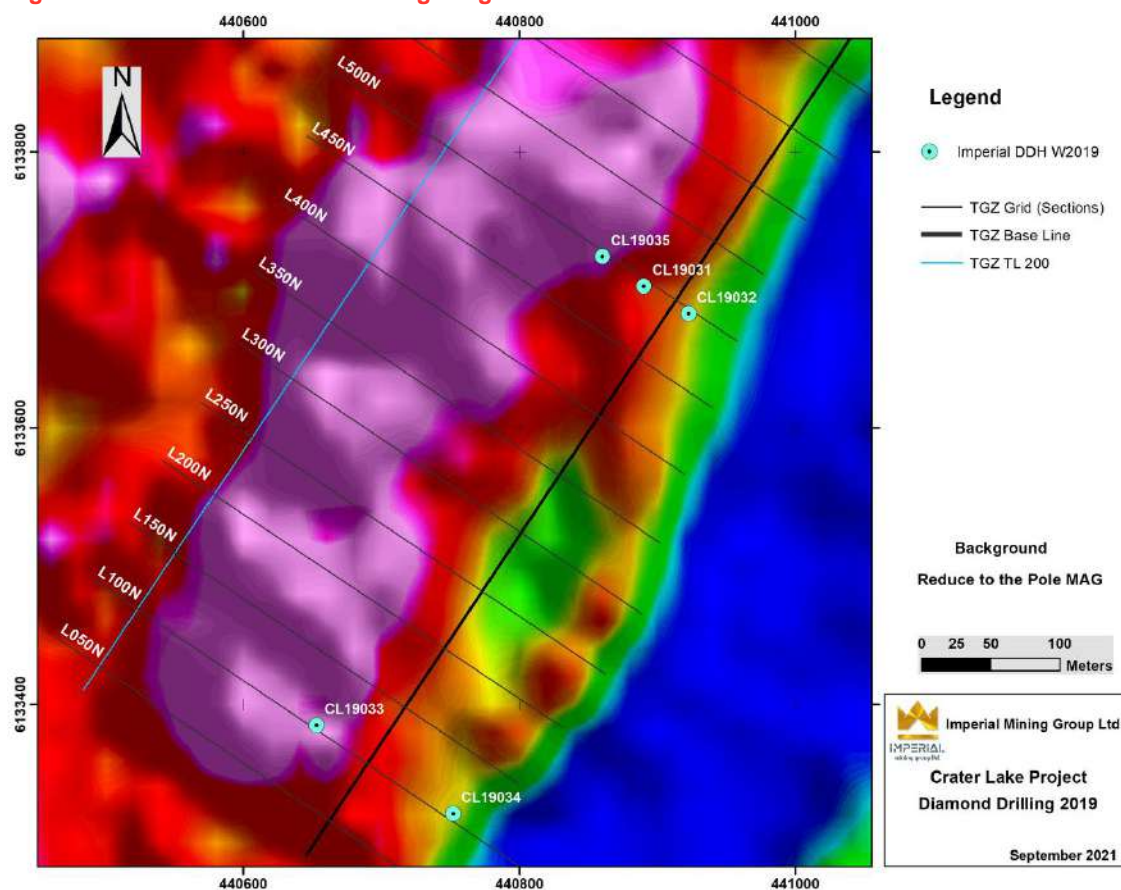 440600
440800
441000
N
L500N
L450N
L400N
L350N
L300N
L250N
L200N
L150N
L100N
L050N
6133800
6133600
6133400
CL19035
CL19031
CL19032
CL19033
CL19034
440600
440800
441000
Legend
Imperial DDH W2019
TGZ Grid (Sections)
TGZ Base Line
TGZ TL 200
Background
Reduce to the Pole MAG
0 25 50 100
Meters
IMPERIAL
mining group ltd
Imperial Mining Group Ltd
Crater Lake Project
Diamond Drilling 2019
September 2021